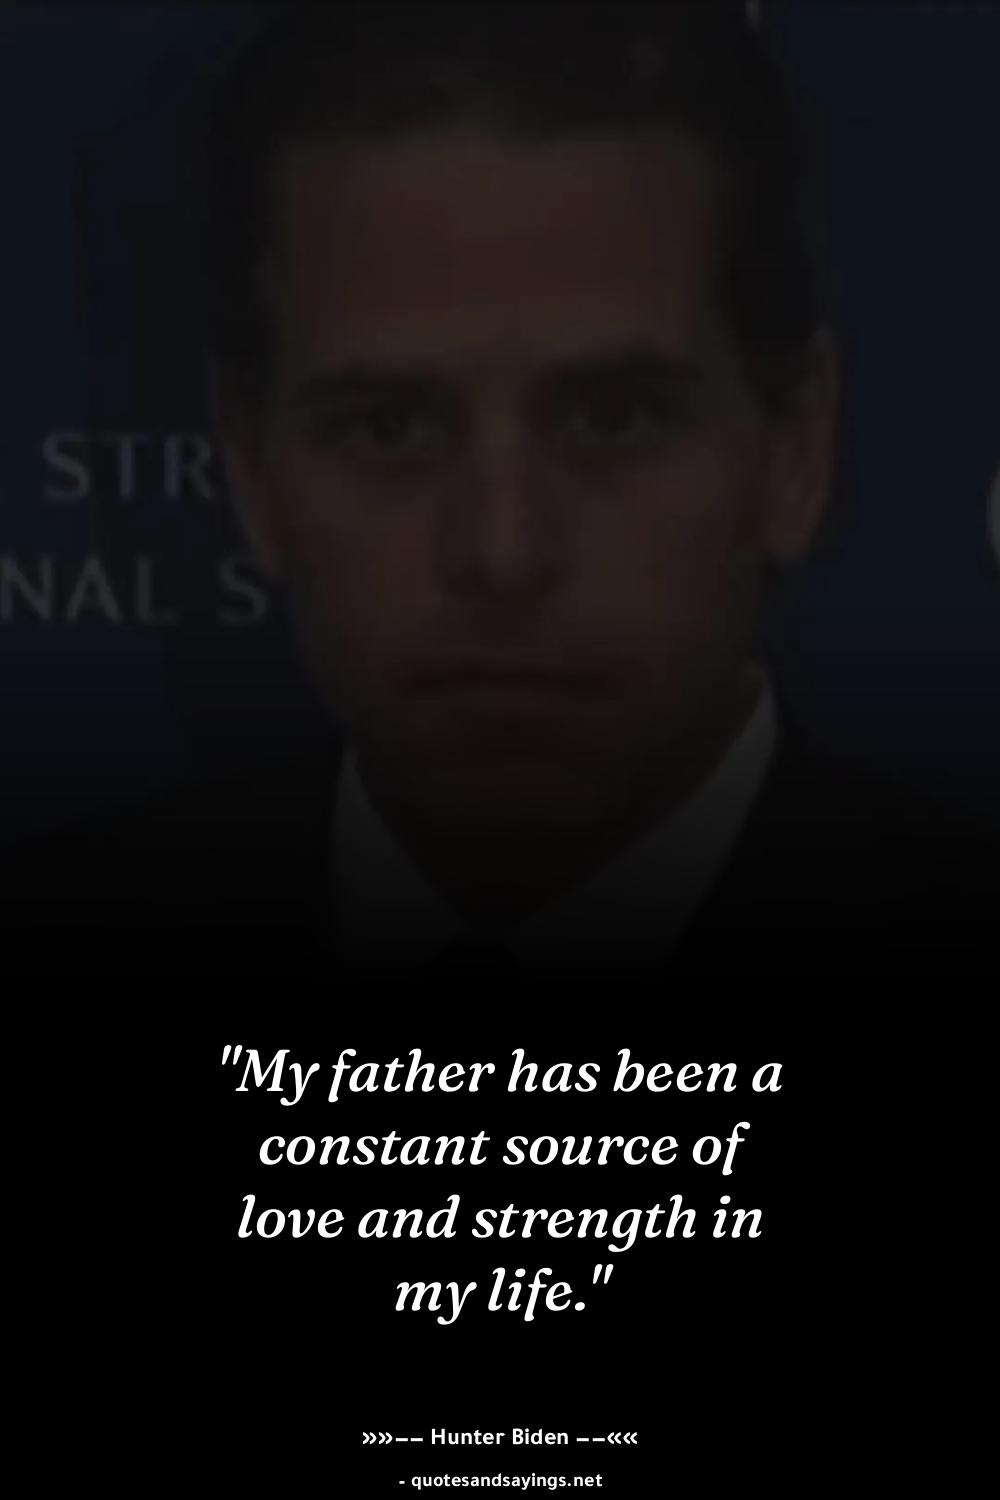 STR
NAL S
"My father has been a
constant source of
love and strength in
my life."
»»–– Hunter Biden ––««
- quotesandsayings.net